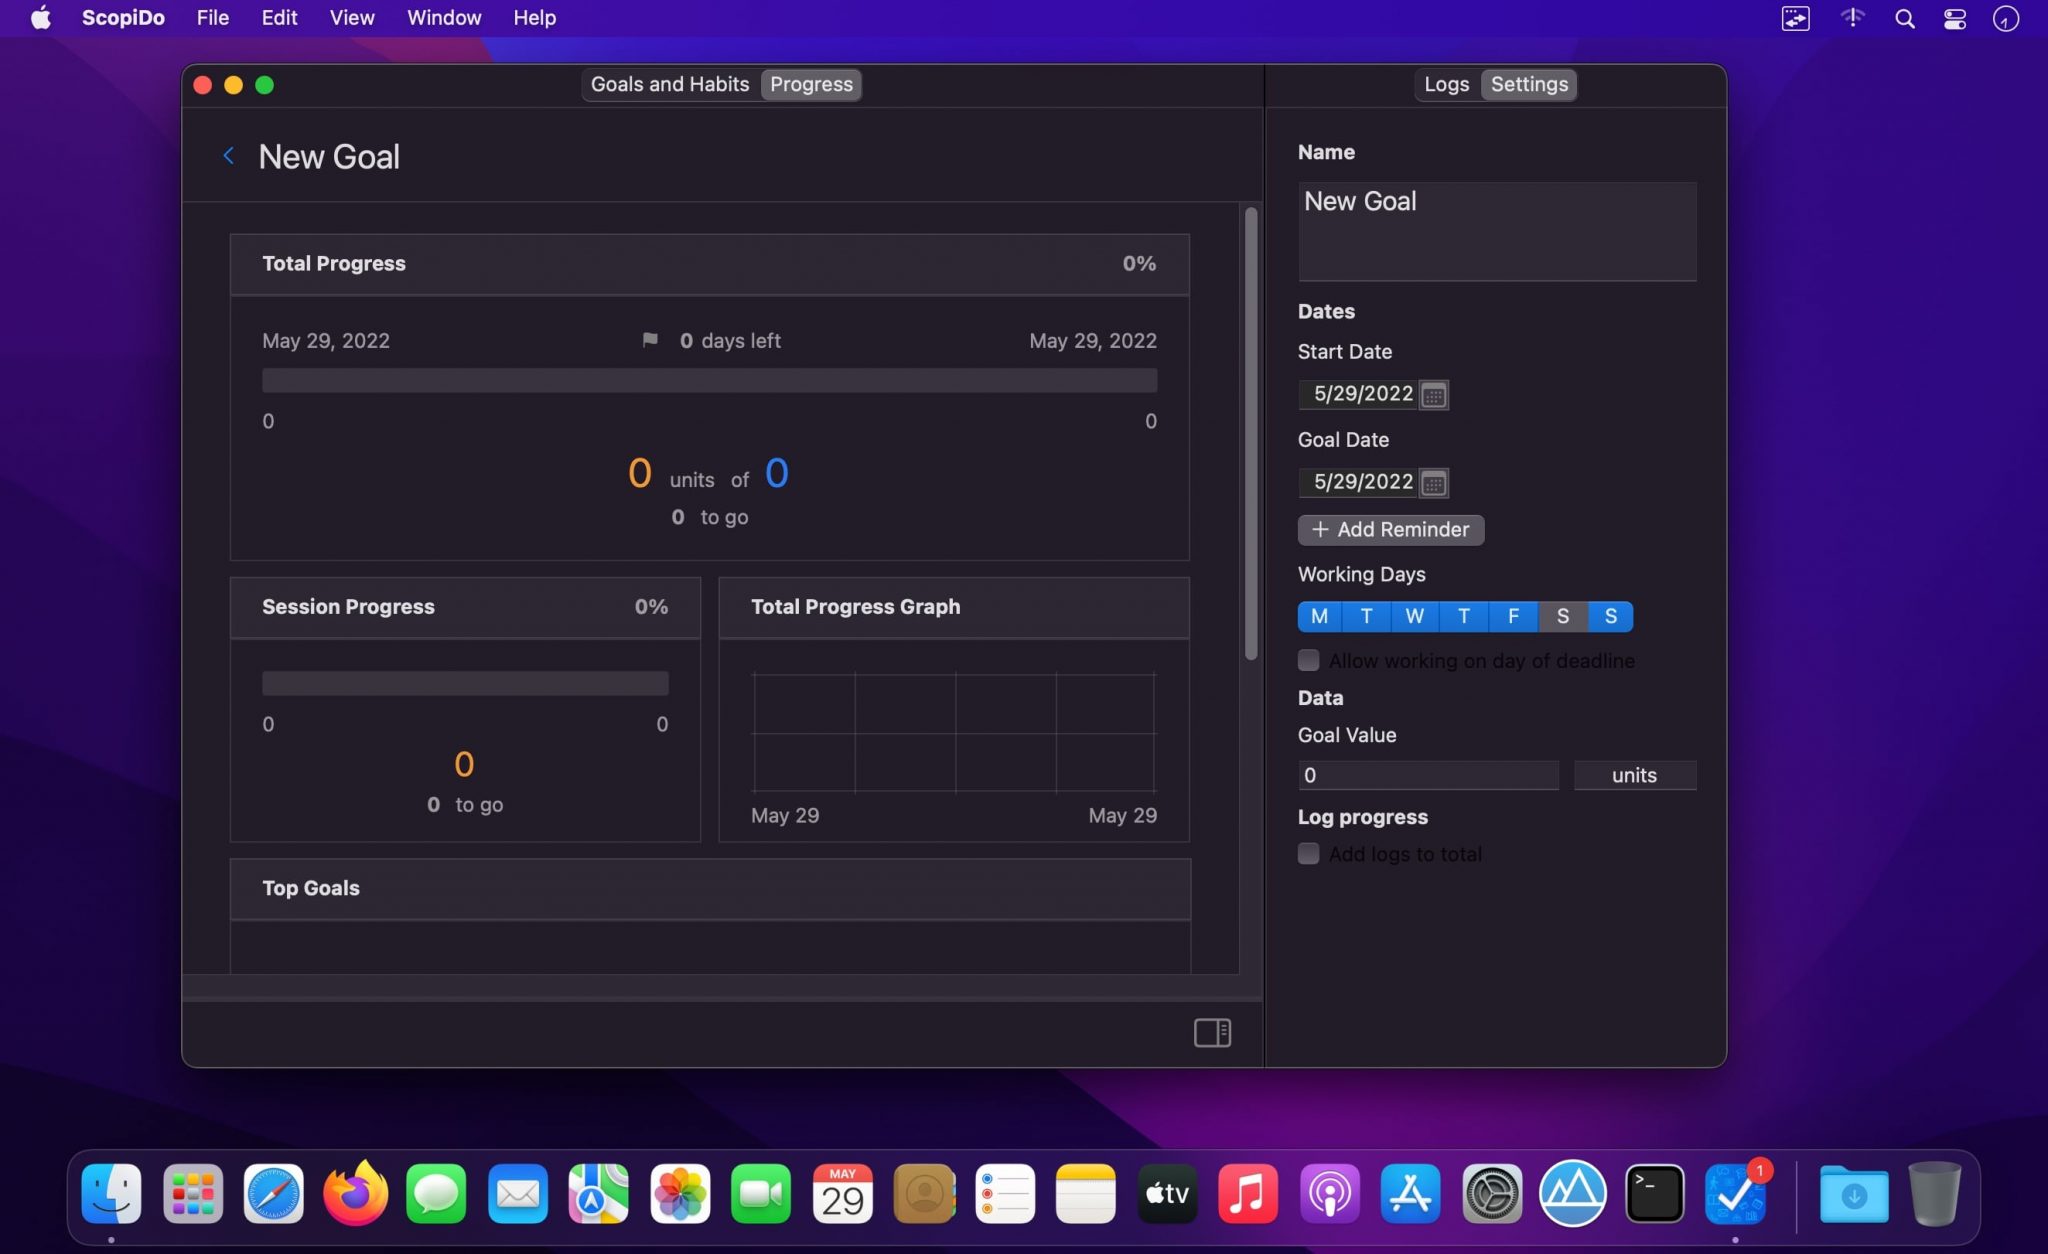 ScopiDo File Edit View Window Help
Goals and Habits Progress
Logs Settings
New Goal
Total Progress 0%
May 29, 2022 0 days left May 29, 2022
0 0
0 units of 0
0 to go
Session Progress 0%
0 0
0
0 to go
Total Progress Graph
May 29 May 29
Top Goals
Name
New Goal
Dates
Start Date
5/29/2022
Goal Date
5/29/2022
+ Add Reminder
Working Days
M T W T F S S
Allow working on day of deadline
Data
Goal Value
0 units
Log progress
Add logs to total
MAY
29
tv
>_
1